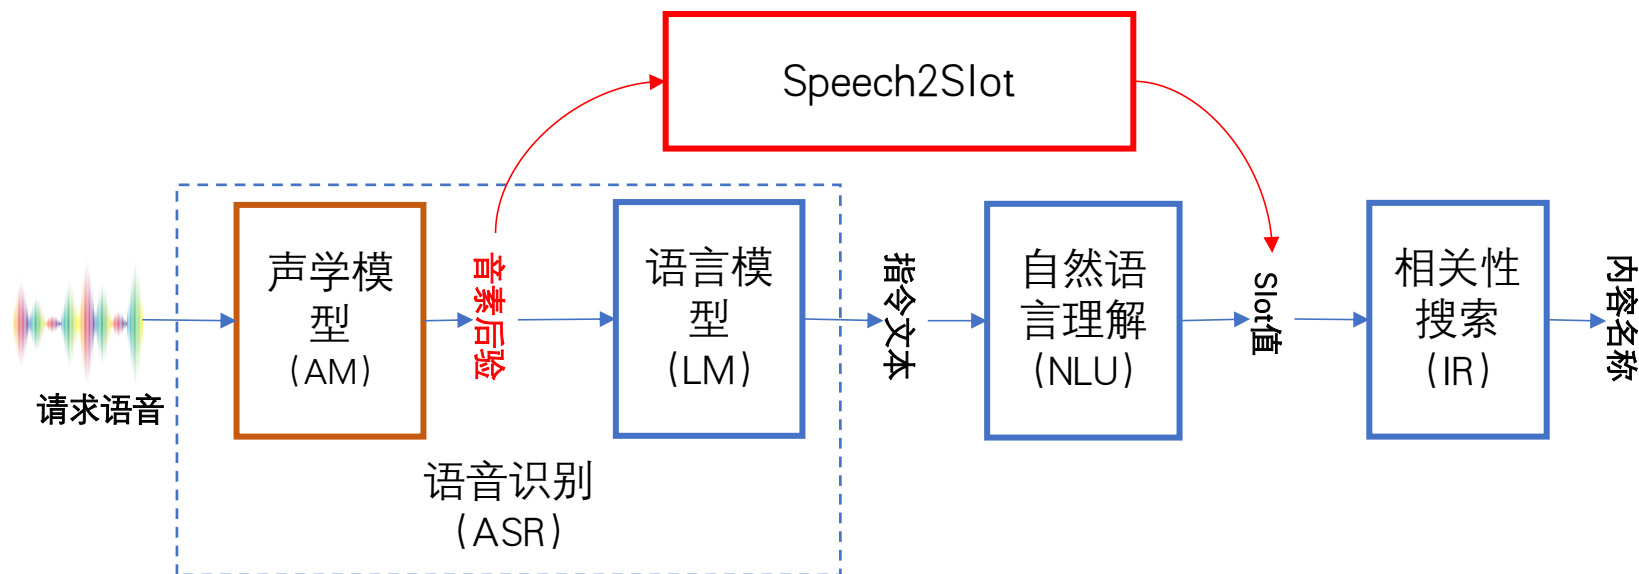 Speech2Slot
请求语音
声学模
型
(AM)
音素后验
语言模
型
(LM)
语音识别
(ASR)
指令文本
自然语
言理解
(NLU)
Slot值
相关性
搜索
(IR)
内容名称